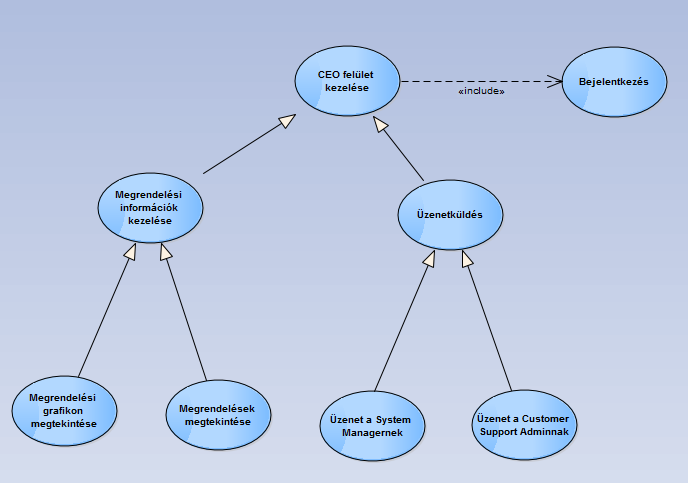 CEO felület
kezelése
«include»
Bejelentkezés
Megrendelési
információk
kezelése
Üzenetküldés
Megrendelési
grafikon
megtekintése
Megrendelések
megtekintése
Üzenet a System
Managernek
Üzenet a Customer
Support Adminnak